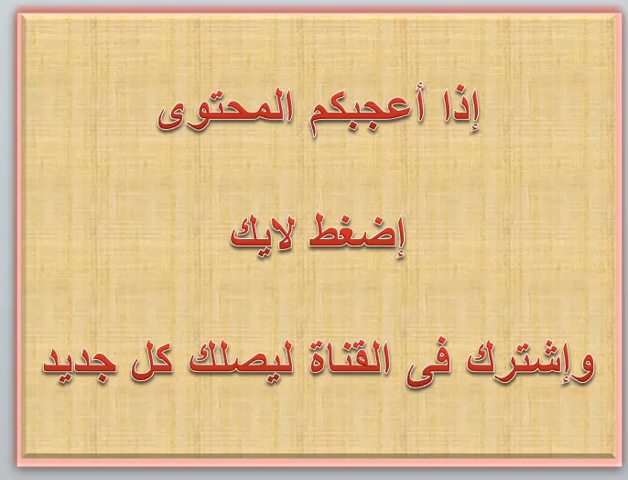 إذا أعجبكم المحتوى
إضغط لايك
وإشترك فى القناة ليصلك كل جديد